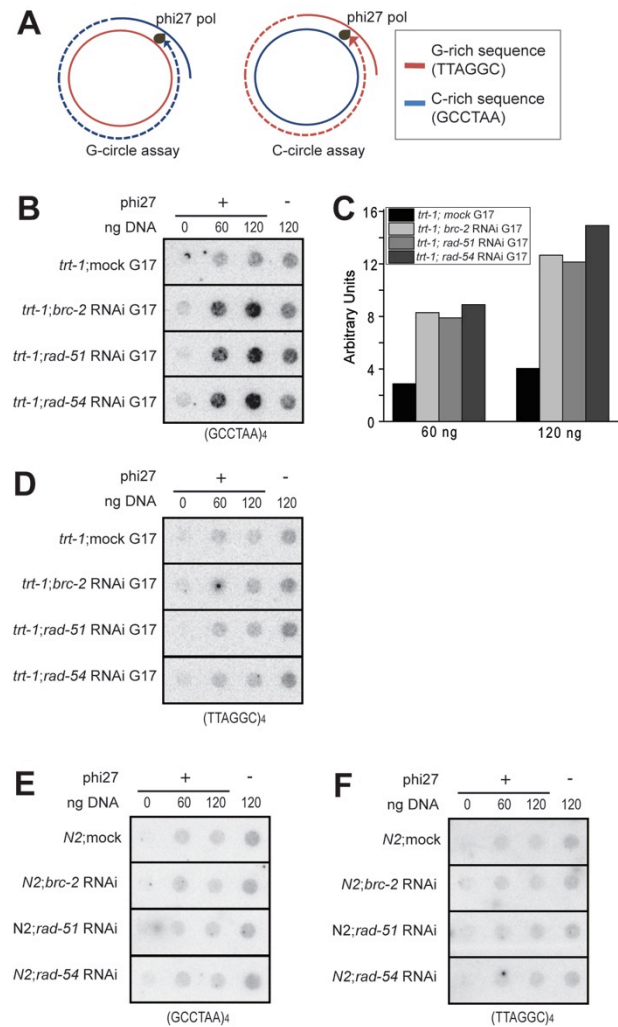 A
phi27 pol
phi27 pol
G-circle assay
C-circle assay
G-rich sequence
(TTAGGC)
C-rich sequence
(GCCTAA)
B
phi27 + -
ng DNA 0 60 120 120
trt-1;mock G17
trt-1;brc-2 RNAi G17
trt-1;rad-51 RNAi G17
trt-1;rad-54 RNAi G17
(GCCTAA)4
C
trt-1; mock G17
trt-1; brc-2 RNAi G17
trt-1; rad-51 RNAi G17
trt-1; rad-54 RNAi G17
Arbitrary Units
16
12
8
4
0
60 ng 120 ng
D
phi27 + -
ng DNA 0 60 120 120
trt-1;mock G17
trt-1;brc-2 RNAi G17
trt-1;rad-51 RNAi G17
trt-1;rad-54 RNAi G17
(TTAGGC)4
E
phi27 + -
ng DNA 0 60 120 120
N2;mock
N2;brc-2 RNAi
N2;rad-51 RNAi
N2;rad-54 RNAi
(GCCTAA)4
F
phi27 + -
ng DNA 0 60 120 120
N2;mock
N2;brc-2 RNAi
N2;rad-51 RNAi
N2;rad-54 RNAi
(TTAGGC)4